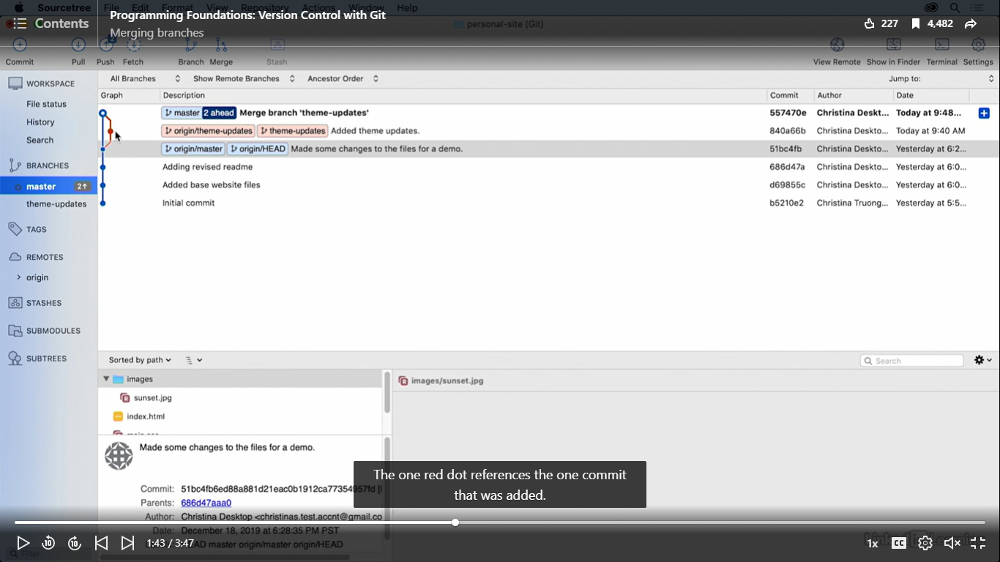 Sourcetree File Edit Format View Repository Actions Window Help
Programming Foundations: Version Control with Git
Contents
Merging branches
personal-site (Git)
227
4,482
Commit
Pull
2
Push
Fetch
Branch
Merge
Stash
View Remote
Show in Finder
Terminal
Settings
WORKSPACE
File status
History
Search
BRANCHES
master 2↑
theme-updates
TAGS
REMOTES
origin
STASHES
SUBMODULES
SUBTREES
Filter
All Branches
Show Remote Branches
Ancestor Order
Jump to:
Graph Description Commit Author Date
master 2 ahead Merge branch 'theme-updates' 557470e Christina Deskt... Today at 9:48...
origin/theme-updates theme-updates Added theme updates. 840a66b Christina Deskto... Today at 9:40 AM
origin/master origin/HEAD Made some changes to the files for a demo. 51bc4fb Christina Deskto... Yesterday at 6:2...
Adding revised readme 686d47a Christina Deskto... Yesterday at 6:0...
Added base website files d69855c Christina Deskto... Yesterday at 6:0...
Initial commit b5210e2 Christina Truong... Yesterday at 5:5...
Sorted by path
Search
images
sunset.jpg
index.html
images/sunset.jpg
Made some changes to the files for a demo.
Commit: 51bc4fb6ed88a881d21eac0b1912ca77354957fd
Parents: 686d47aaa0
Author: Christina Desktop <christinas.test.accnt@gmail.co
Date: December 18, 2019 at 6:28:35 PM PST
HEAD master origin/master origin/HEAD
The one red dot references the one commit
that was added.
10
10
1:43 / 3:47
1x
CC